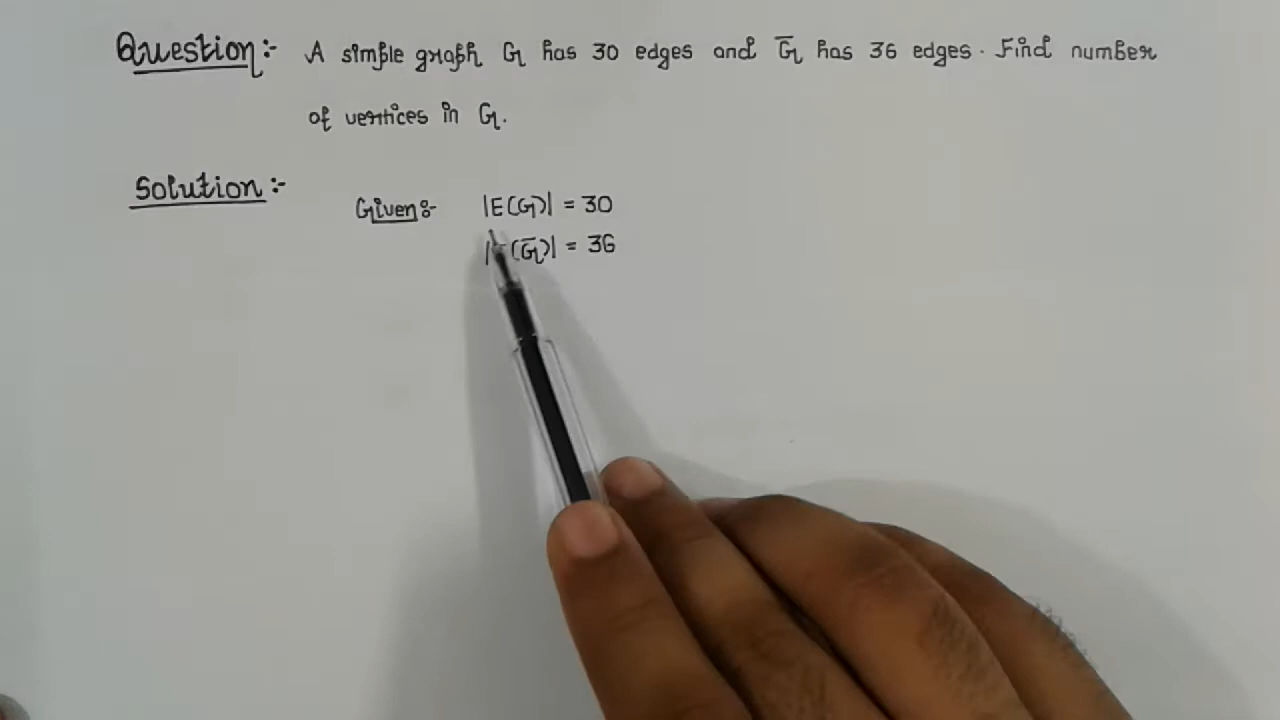 Question:- A simple graph G has 30 edges and G̅ has 36 edges. Find number
of vertices in G.
Solution:-
Given:- |E(G)| = 30
|E(G̅)| = 36